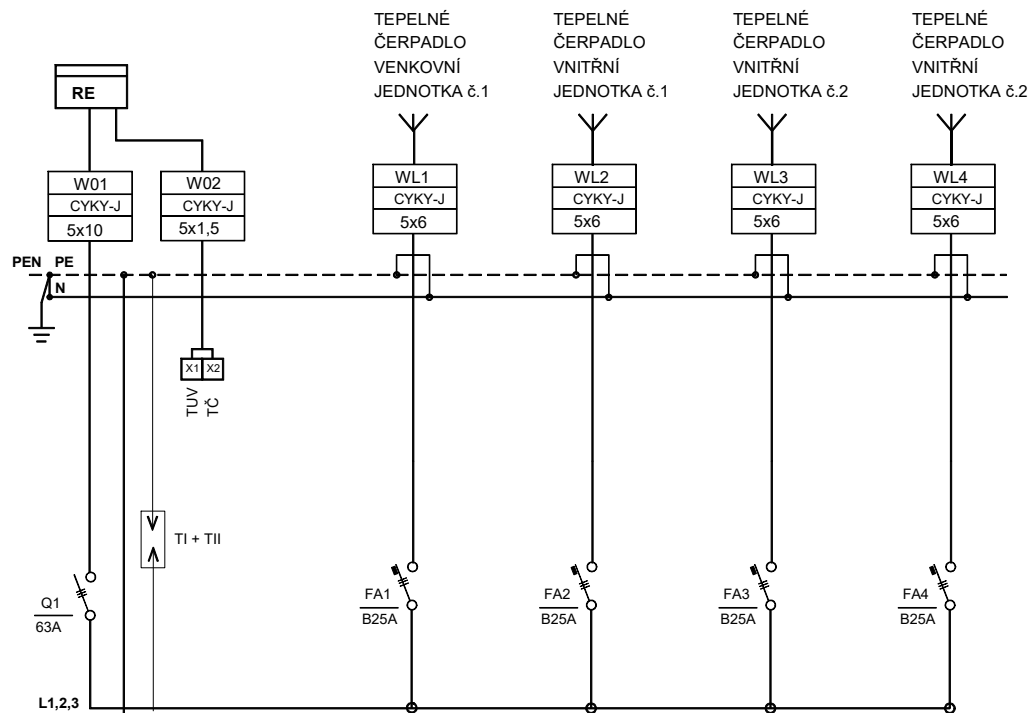 TEPELNÉ
ČERPADLO
VENKOVNÍ
JEDNOTKA č.1
TEPELNÉ
ČERPADLO
VNITŘNÍ
JEDNOTKA č.1
TEPELNÉ
ČERPADLO
VNITŘNÍ
JEDNOTKA č.2
TEPELNÉ
ČERPADLO
VNITŘNÍ
JEDNOTKA č.2
RE
W01
CYKY-J
5x10
W02
CYKY-J
5x1,5
WL1
CYKY-J
5x6
WL2
CYKY-J
5x6
WL3
CYKY-J
5x6
WL4
CYKY-J
5x6
PEN PE
N
X1 X2
TUV
TČ
TI + TII
Q1
63A
FA1
B25A
FA2
B25A
FA3
B25A
FA4
B25A
L1,2,3